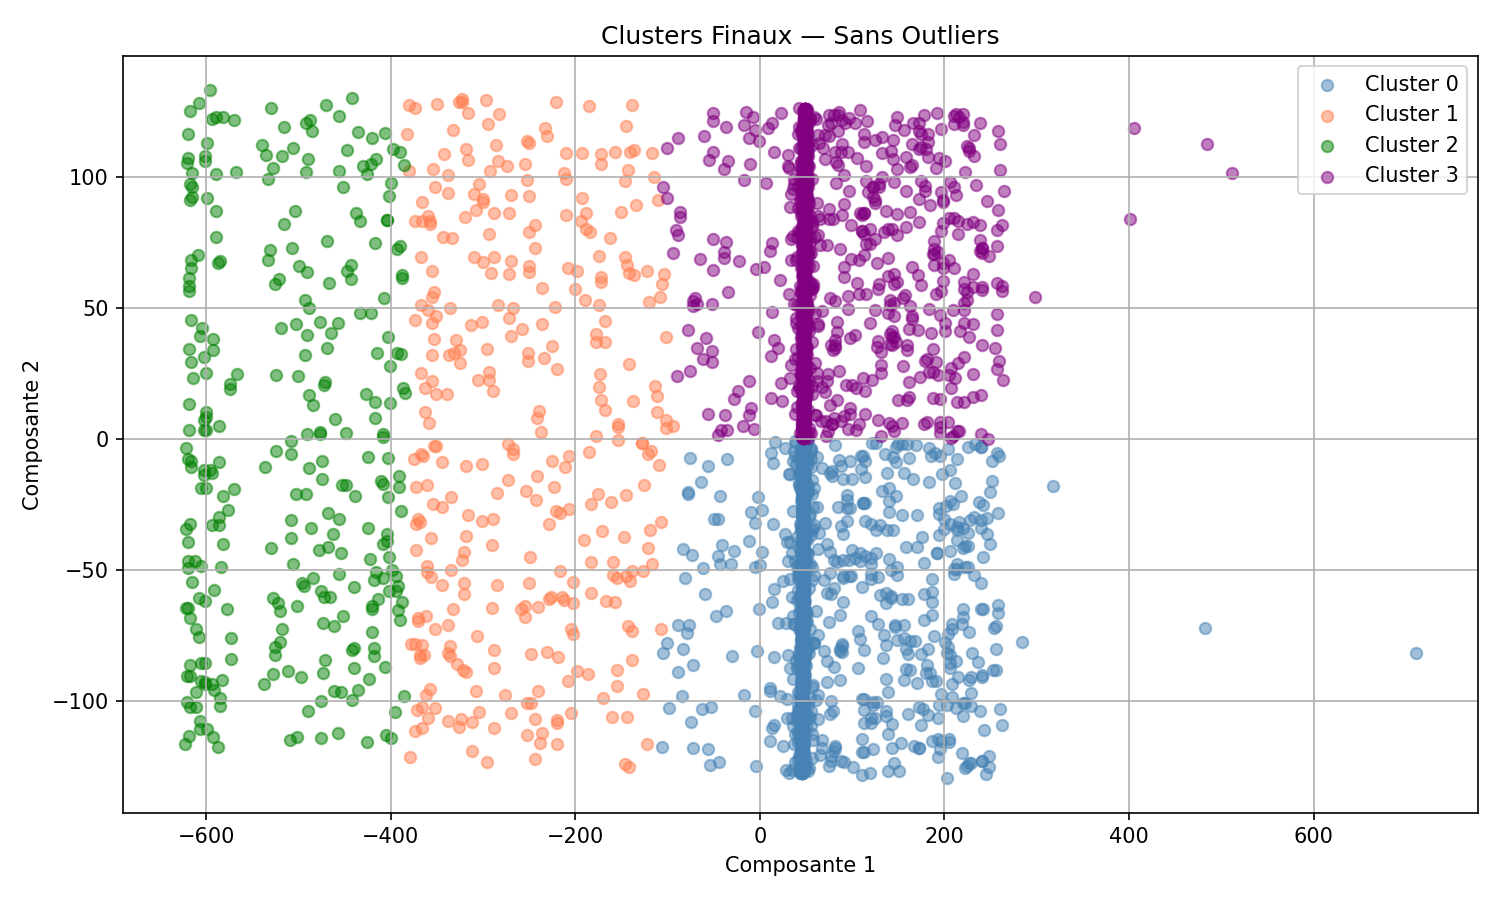 Clusters Finaux — Sans Outliers
Cluster 0
Cluster 1
Cluster 2
Cluster 3
Composante 2
100
50
0
−50
−100
−600
−400
−200
0
200
400
600
Composante 1